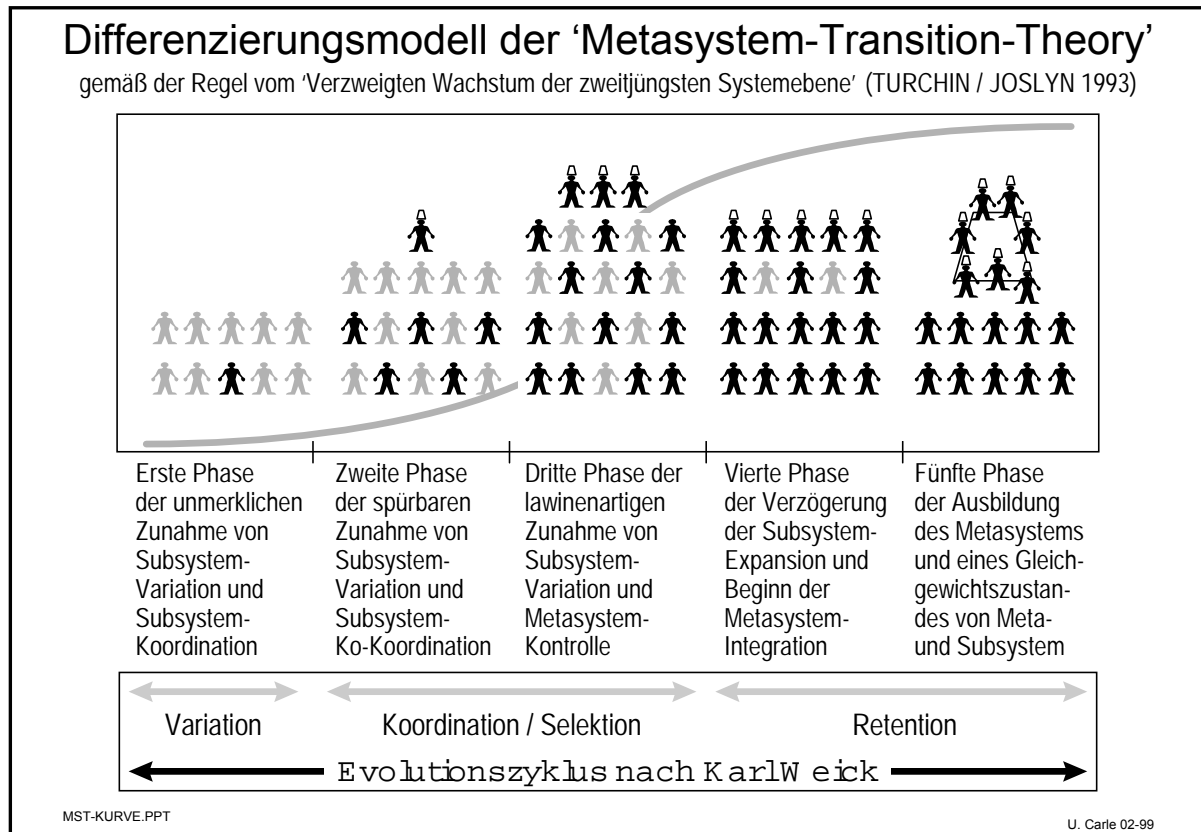 Differenzierungsmodell der ‘Metasystem-Transition-Theory’
gemäß der Regel vom ‘Verzweigten Wachstum der zweitjüngsten Systemebene’ (TURCHIN / JOSLYN 1993)
Erste Phase
der unmerklichen
Zunahme von
Subsystem-
Variation und
Subsystem-
Koordination
Zweite Phase
der spürbaren
Zunahme von
Subsystem-
Variation und
Subsystem-
Ko-Koordination
Dritte Phase der
lawinenartigen
Zunahme von
Subsystem-
Variation und
Metasystem-
Kontrolle
Vierte Phase
der Verzögerung
der Subsystem-
Expansion und
Beginn der
Metasystem-
Integration
Fünfte Phase
der Ausbildung
des Metasystems
und eines Gleich-
gewichtszustan-
des von Meta-
und Subsystem
Variation
Koordination / Selektion
Retention
Evolutionszyklus nach Karl Weick
MST-KURVE.PPT
U. Carle 02-99